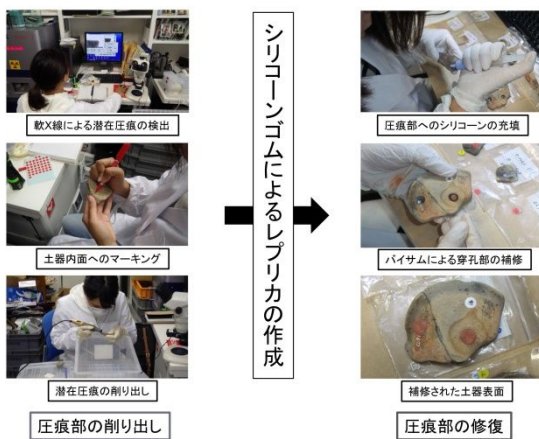 軟X線による潜在圧痕の検出
土器内面へのマーキング
潜在圧痕の削り出し
圧痕部の削り出し
シリコーンゴムによるレプリカの作成
圧痕部へのシリコーンの充填
バイサムによる穿孔部の補修
補修された土器表面
圧痕部の修復